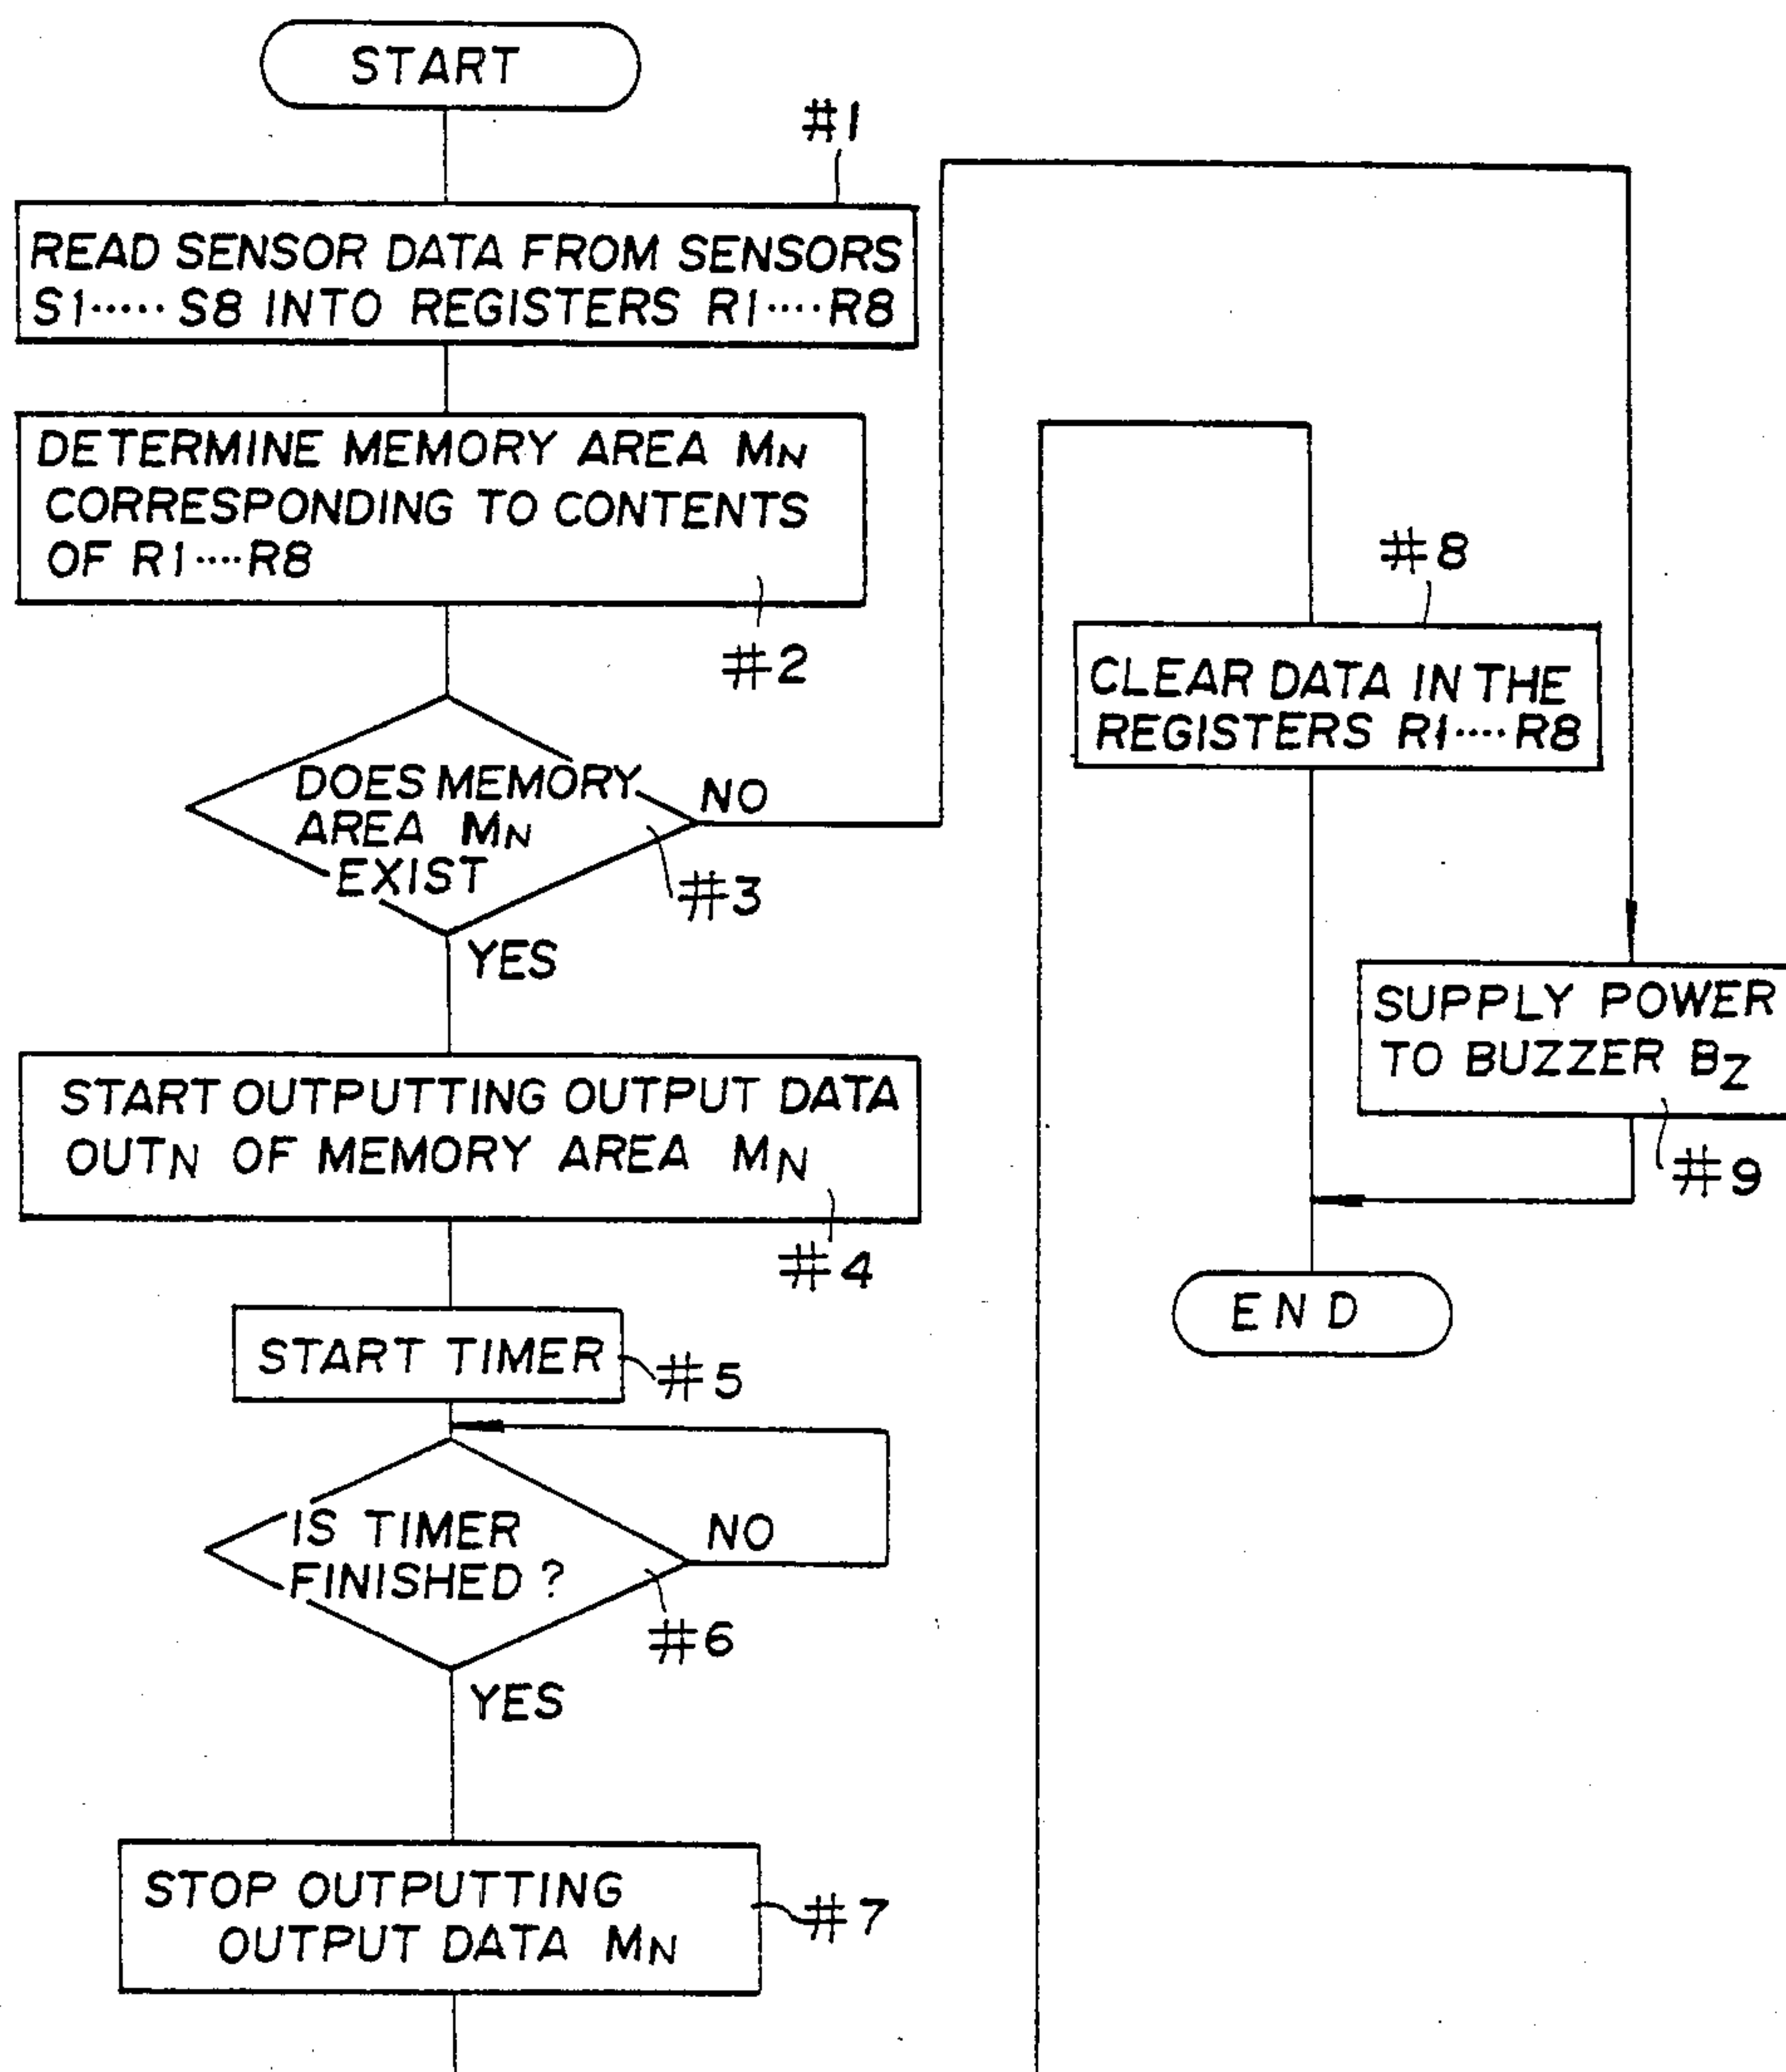 START
#1
READ SENSOR DATA FROM SENSORS
S1····· S8 INTO REGISTERS R1····R8
DETERMINE MEMORY AREA MN
CORRESPONDING TO CONTENTS
OF R1····R8
#2
DOES MEMORY
AREA MN
EXIST
NO
#3
YES
START OUTPUTTING OUTPUT DATA
OUTN OF MEMORY AREA MN
#4
START TIMER
#5
IS TIMER
FINISHED ?
NO
#6
YES
STOP OUTPUTTING
OUTPUT DATA MN
#7
#8
CLEAR DATA IN THE
REGISTERS R1····R8
SUPPLY POWER
TO BUZZER BZ
#9
END